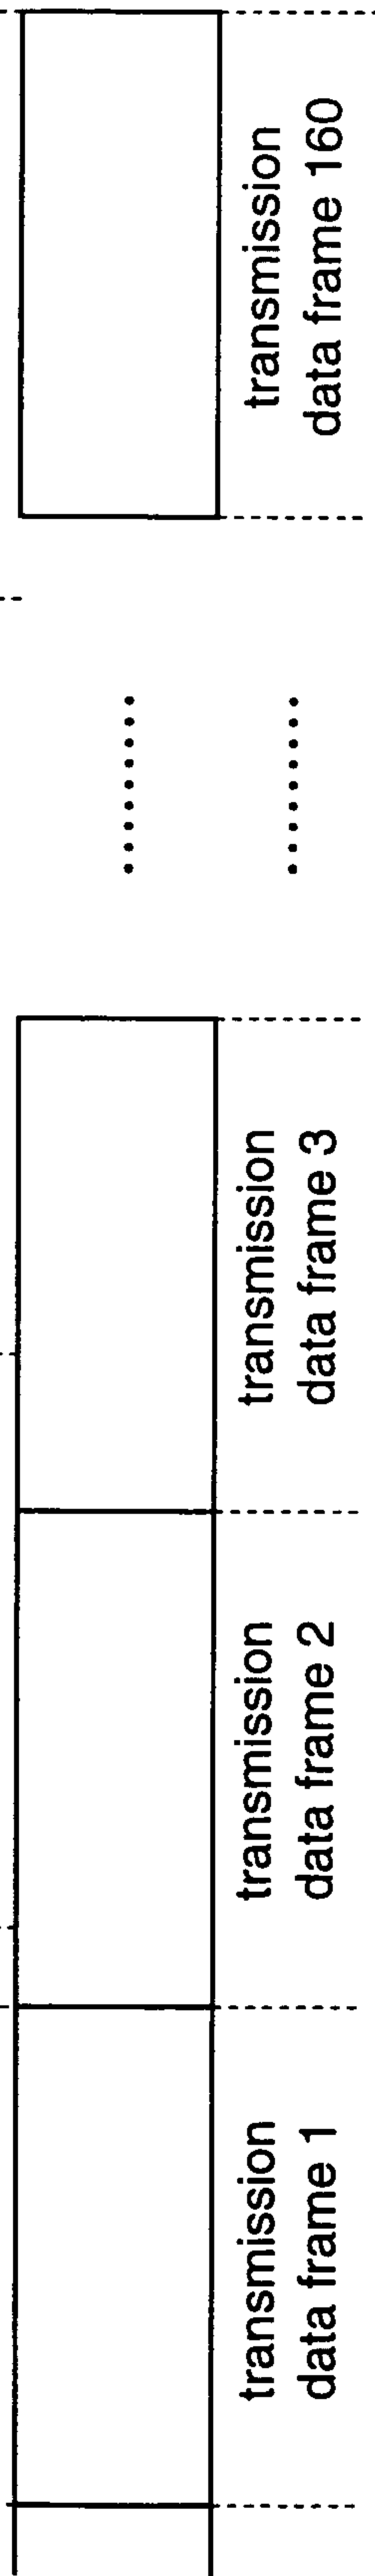 transmission
data frame 1
transmission
data frame 2
transmission
data frame 3
transmission
data frame 160